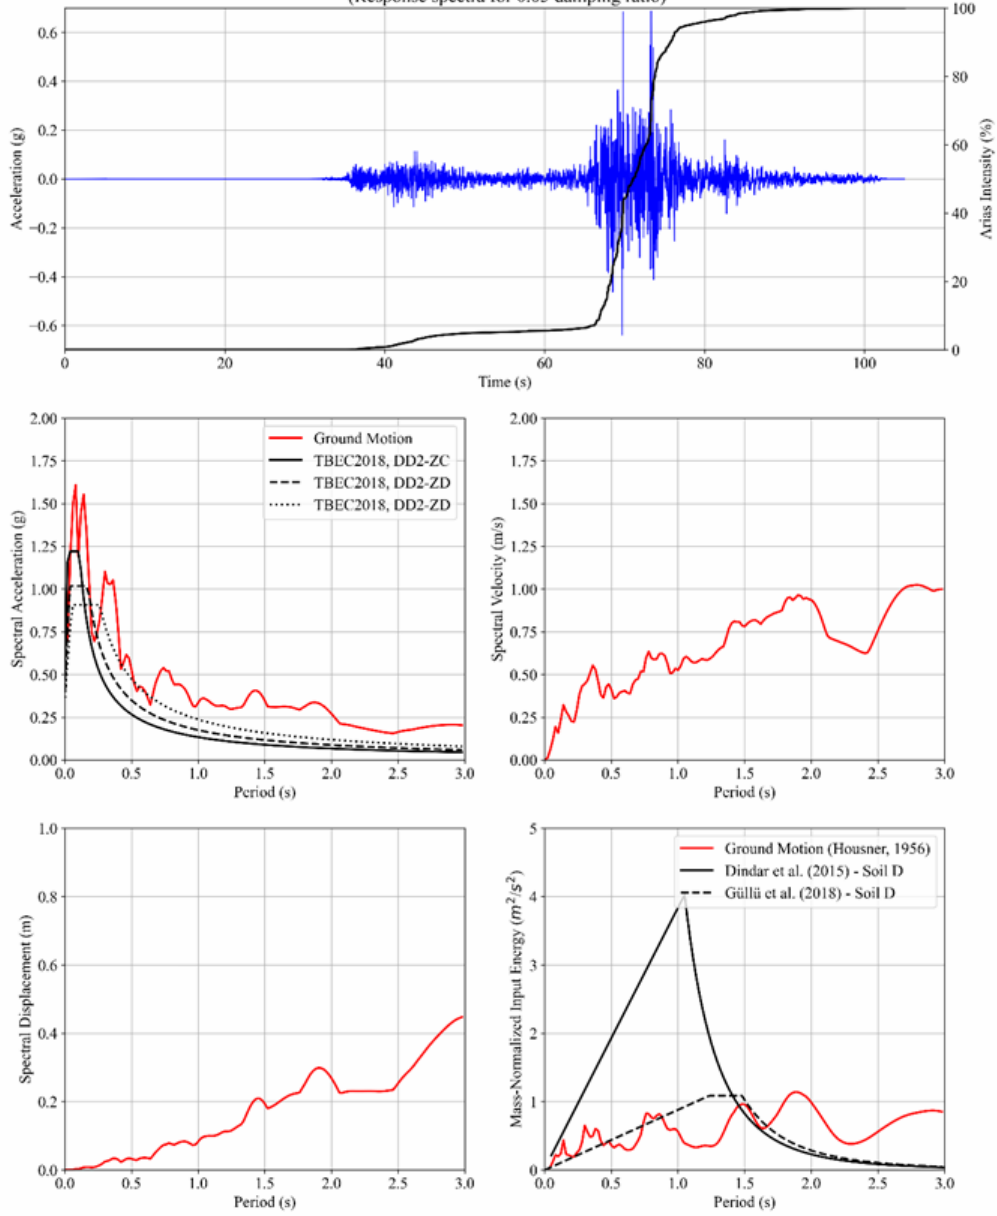 (Response spectra for 0.05 damping ratio)
0.6
0.4
0.2
0.0
−0.2
−0.4
−0.6
Acceleration (g)
100
80
60
40
20
0
Arias Intensity (%)
0 20 40 60 80 100
Time (s)
2.00
1.75
1.50
1.25
1.00
0.75
0.50
0.25
0.00
Spectral Acceleration (g)
Ground Motion
TBEC2018, DD2-ZC
TBEC2018, DD2-ZD
TBEC2018, DD2-ZD
0.0 0.5 1.0 1.5 2.0 2.5 3.0
Period (s)
2.00
1.75
1.50
1.25
1.00
0.75
0.50
0.25
0.00
Spectral Velocity (m/s)
0.0 0.5 1.0 1.5 2.0 2.5 3.0
Period (s)
1.0
0.8
0.6
0.4
0.2
0.0
Spectral Displacement (m)
0.0 0.5 1.0 1.5 2.0 2.5 3.0
Period (s)
5
4
3
2
1
0
Mass-Normalized Input Energy (m²/s²)
Ground Motion (Housner, 1956)
Dindar et al. (2015) - Soil D
Güllü et al. (2018) - Soil D
0.0 0.5 1.0 1.5 2.0 2.5 3.0
Period (s)